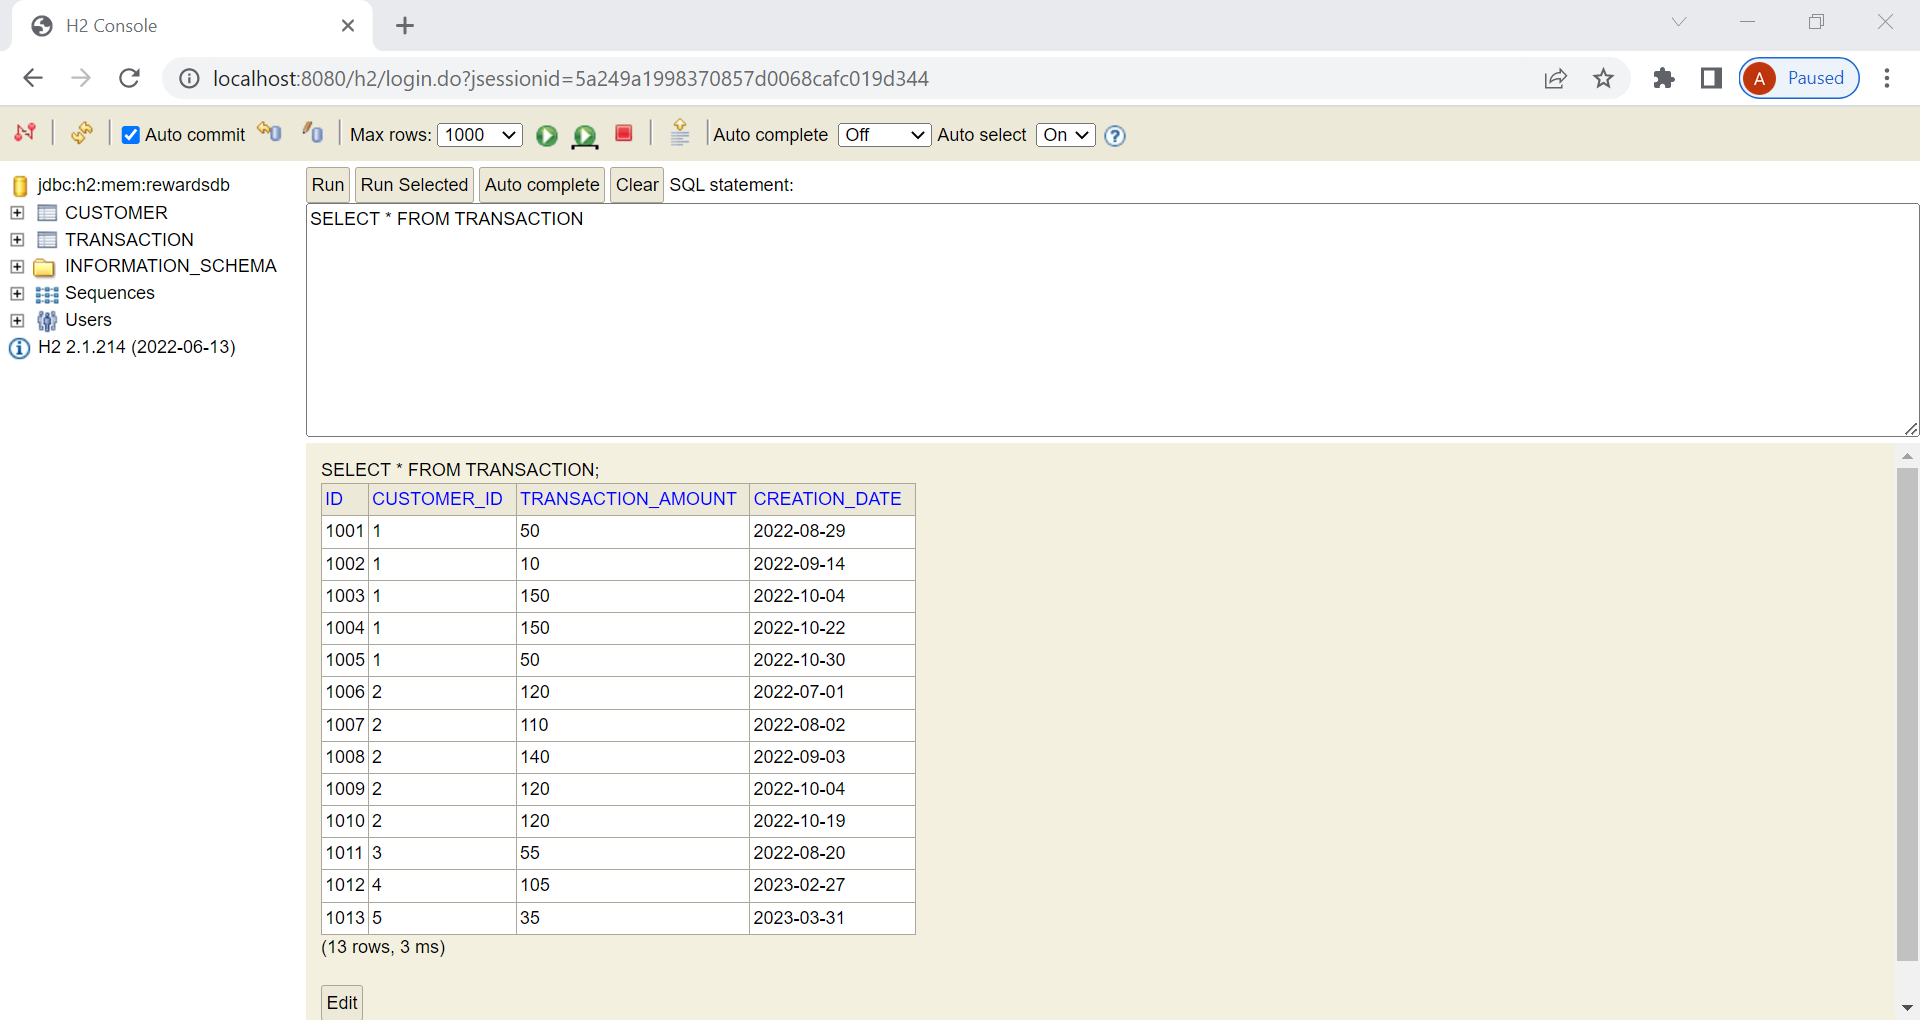 H2 Console
localhost:8080/h2/login.do?jsessionid=5a249a1998370857d0068cafc019d344
A Paused
Auto commit Max rows: 1000 Auto complete Off Auto select On ?
jdbc:h2:mem:rewardsdb
CUSTOMER
TRANSACTION
INFORMATION_SCHEMA
Sequences
Users
H2 2.1.214 (2022-06-13)
Run Run Selected Auto complete Clear SQL statement:
SELECT * FROM TRANSACTION
SELECT * FROM TRANSACTION;
ID CUSTOMER_ID TRANSACTION_AMOUNT CREATION_DATE
1001 1 50 2022-08-29
1002 1 10 2022-09-14
1003 1 150 2022-10-04
1004 1 150 2022-10-22
1005 1 50 2022-10-30
1006 2 120 2022-07-01
1007 2 110 2022-08-02
1008 2 140 2022-09-03
1009 2 120 2022-10-04
1010 2 120 2022-10-19
1011 3 55 2022-08-20
1012 4 105 2023-02-27
1013 5 35 2023-03-31
(13 rows, 3 ms)
Edit